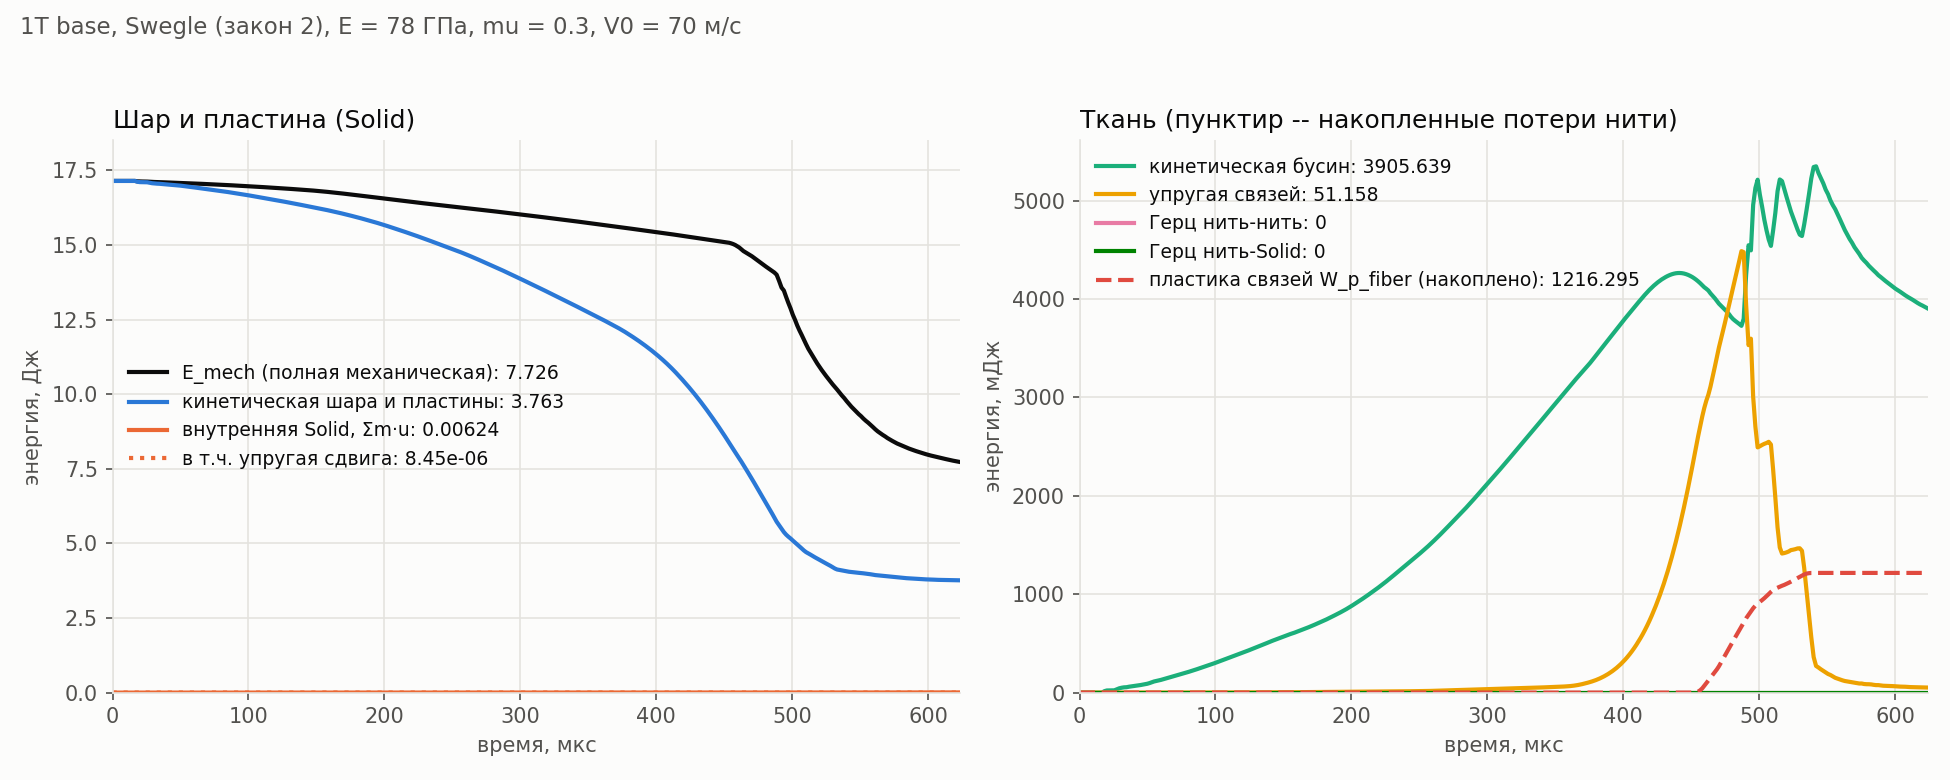 1T base, Swegle (закон 2), E = 78 ГПа, mu = 0.3, V0 = 70 м/с
Шар и пластина (Solid)
энергия, Дж
17.5
15.0
12.5
10.0
7.5
5.0
2.5
0.0
E_mech (полная механическая): 7.726
кинетическая шара и пластины: 3.763
внутренняя Solid, Σm·u: 0.00624
в т.ч. упругая сдвига: 8.45e-06
0 100 200 300 400 500 600
время, мкс
Ткань (пунктир -- накопленные потери нити)
энергия, мДж
5000
4000
3000
2000
1000
0
кинетическая бусин: 3905.639
упругая связей: 51.158
Герц нить-нить: 0
Герц нить-Solid: 0
пластика связей W_p_fiber (накоплено): 1216.295
0 100 200 300 400 500 600
время, мкс